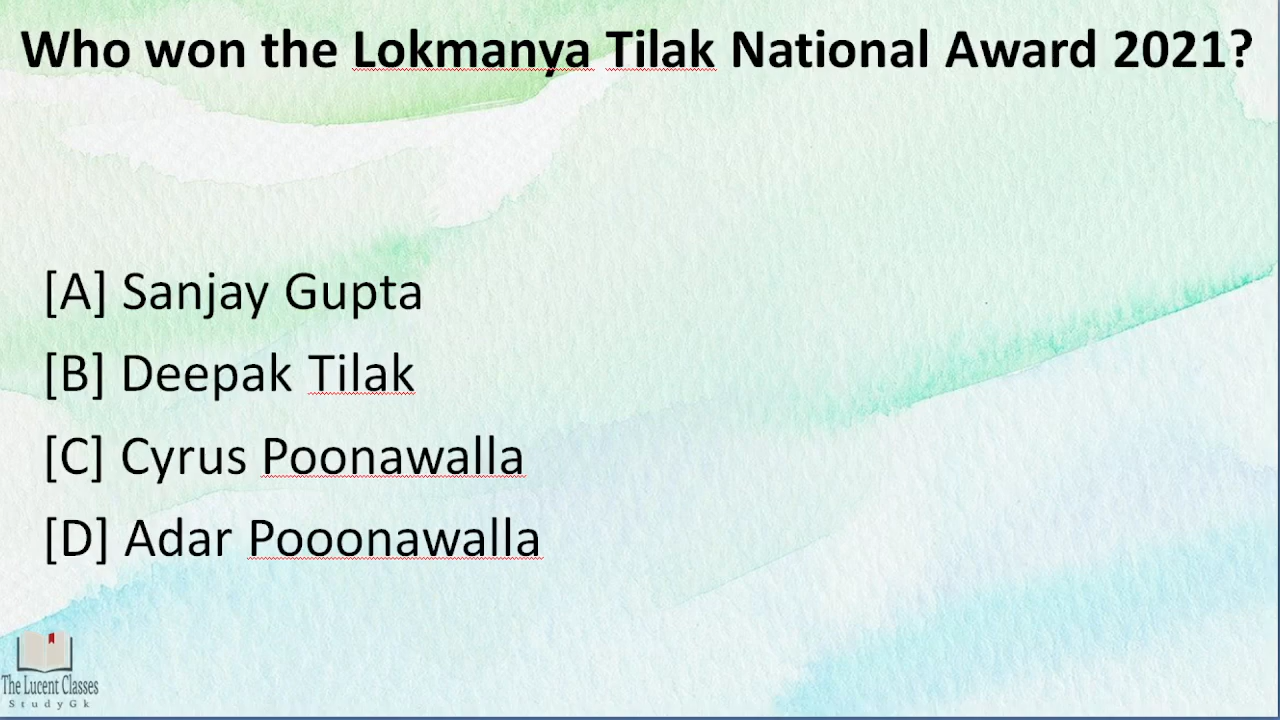 Who won the Lokmanya Tilak National Award 2021?
[A] Sanjay Gupta
[B] Deepak Tilak
[C] Cyrus Poonawalla
[D] Adar Pooonawalla
The Lucent Classes
StudyGk